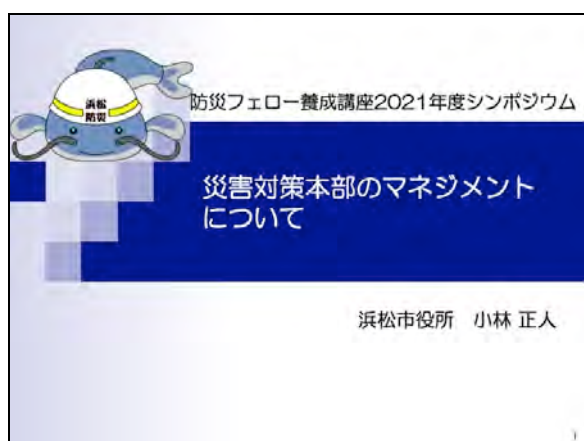 浜松
防災
防災フェロー養成講座2021年度シンポジウム
災害対策本部のマネジメント
について
浜松市役所 小林 正人
1